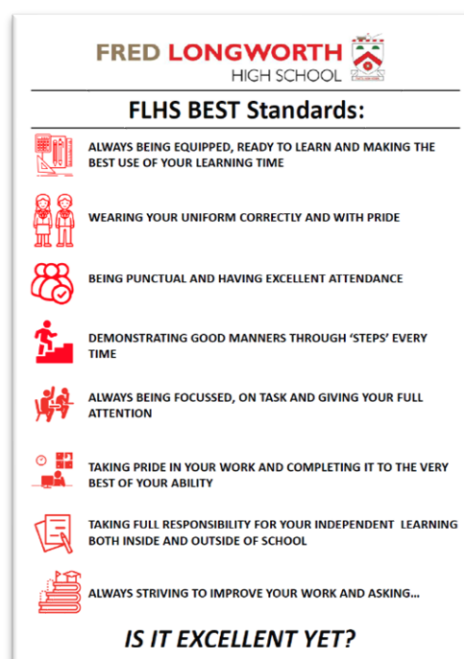 FRED LONGWORTH
HIGH SCHOOL
FLHS BEST Standards:
ALWAYS BEING EQUIPPED, READY TO LEARN AND MAKING THE
BEST USE OF YOUR LEARNING TIME
WEARING YOUR UNIFORM CORRECTLY AND WITH PRIDE
BEING PUNCTUAL AND HAVING EXCELLENT ATTENDANCE
DEMONSTRATING GOOD MANNERS THROUGH ‘STEPS’ EVERY
TIME
ALWAYS BEING FOCUSSED, ON TASK AND GIVING YOUR FULL
ATTENTION
TAKING PRIDE IN YOUR WORK AND COMPLETING IT TO THE VERY
BEST OF YOUR ABILITY
TAKING FULL RESPONSIBILITY FOR YOUR INDEPENDENT LEARNING
BOTH INSIDE AND OUTSIDE OF SCHOOL
ALWAYS STRIVING TO IMPROVE YOUR WORK AND ASKING…
IS IT EXCELLENT YET?